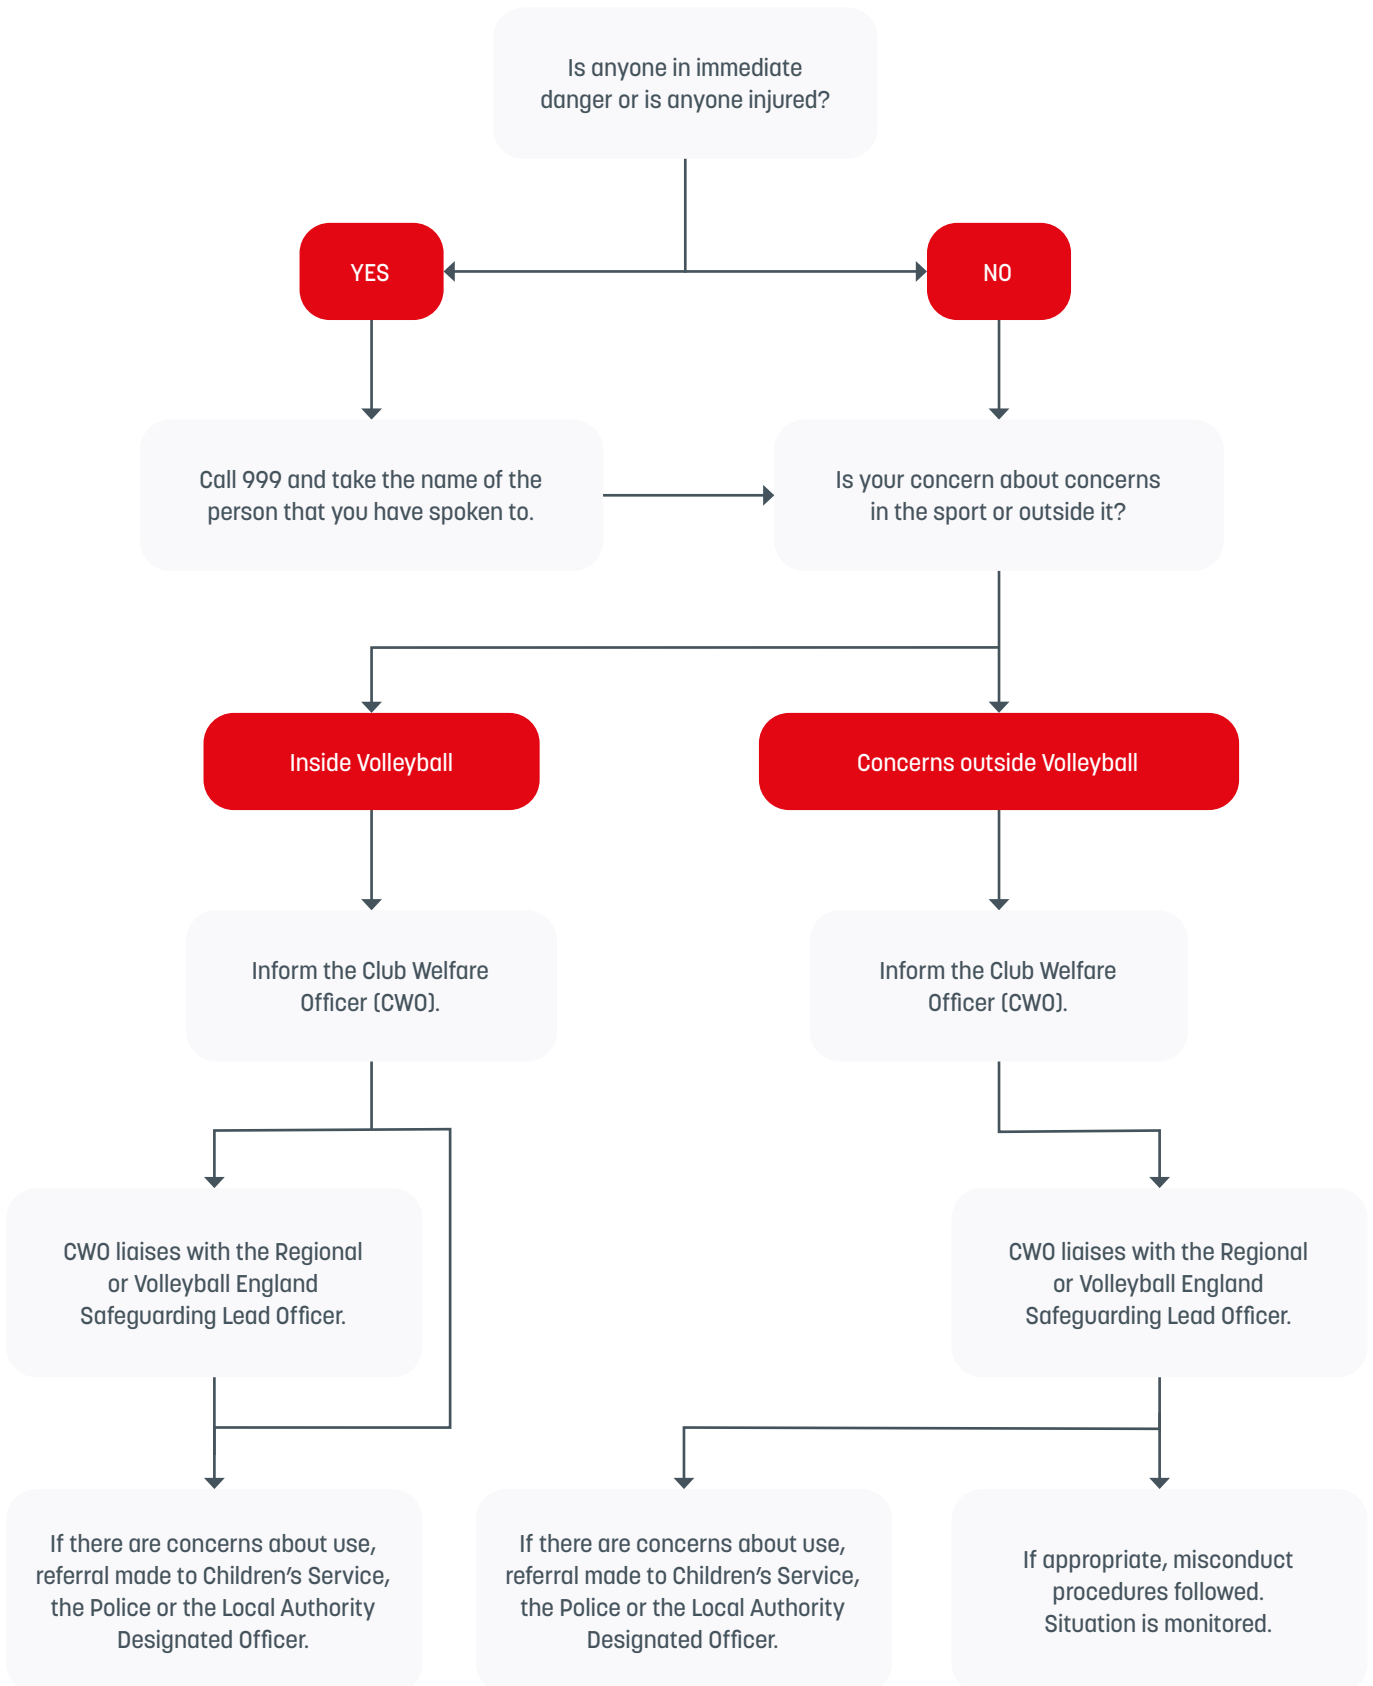 Is anyone in immediate
danger or is anyone injured?
YES
NO
Call 999 and take the name of the
person that you have spoken to.
Is your concern about concerns
in the sport or outside it?
Inside Volleyball
Concerns outside Volleyball
Inform the Club Welfare
Officer (CWO).
Inform the Club Welfare
Officer (CWO).
CWO liaises with the Regional
or Volleyball England
Safeguarding Lead Officer.
CWO liaises with the Regional
or Volleyball England
Safeguarding Lead Officer.
If there are concerns about use,
referral made to Children’s Service,
the Police or the Local Authority
Designated Officer.
If there are concerns about use,
referral made to Children’s Service,
the Police or the Local Authority
Designated Officer.
If appropriate, misconduct
procedures followed.
Situation is monitored.